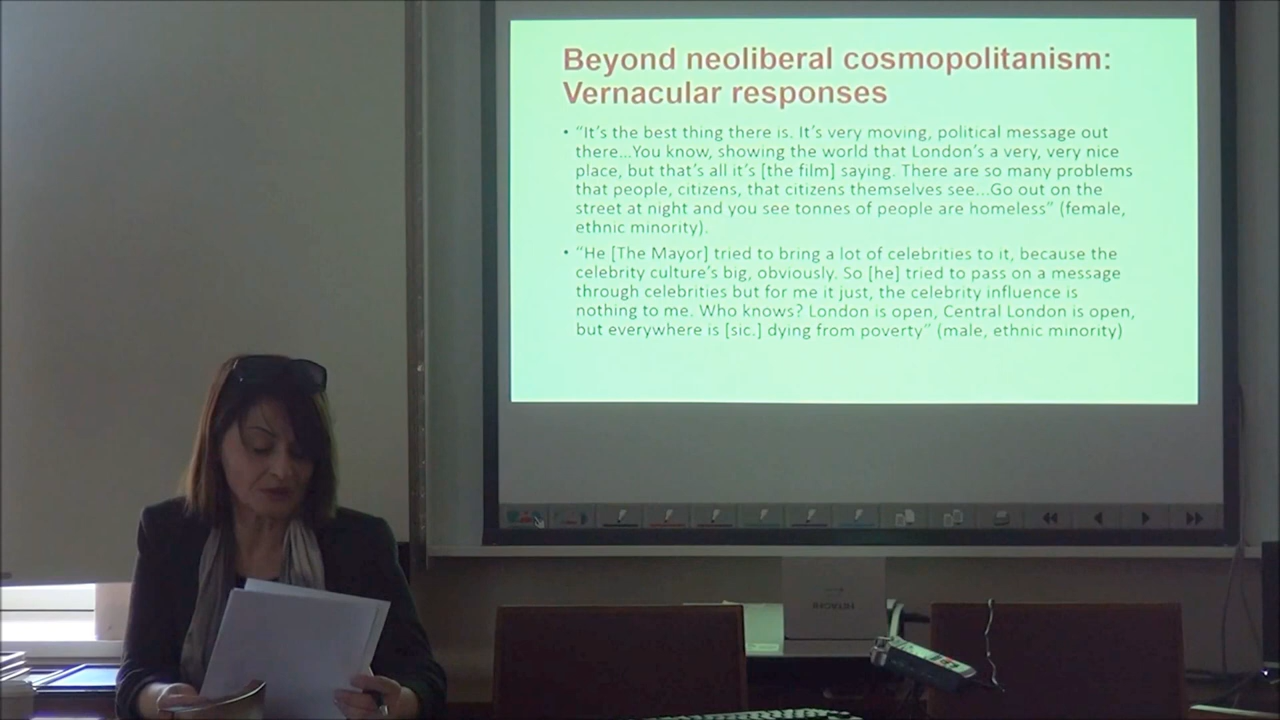 Beyond neoliberal cosmopolitanism:
Vernacular responses
• “It’s the best thing there is. It’s very moving, political message out
there...You know, showing the world that London’s a very, very nice
place, but that’s all it’s [the film] saying. There are so many problems
that people, citizens, that citizens themselves see...Go out on the
street at night and you see tonnes of people are homeless” (female,
ethnic minority).
• “He [The Mayor] tried to bring a lot of celebrities to it, because the
celebrity culture’s big, obviously. So [he] tried to pass on a message
through celebrities but for me it just, the celebrity influence is
nothing to me. Who knows? London is open, Central London is open,
but everywhere is [sic.] dying from poverty” (male, ethnic minority)
HITACHI